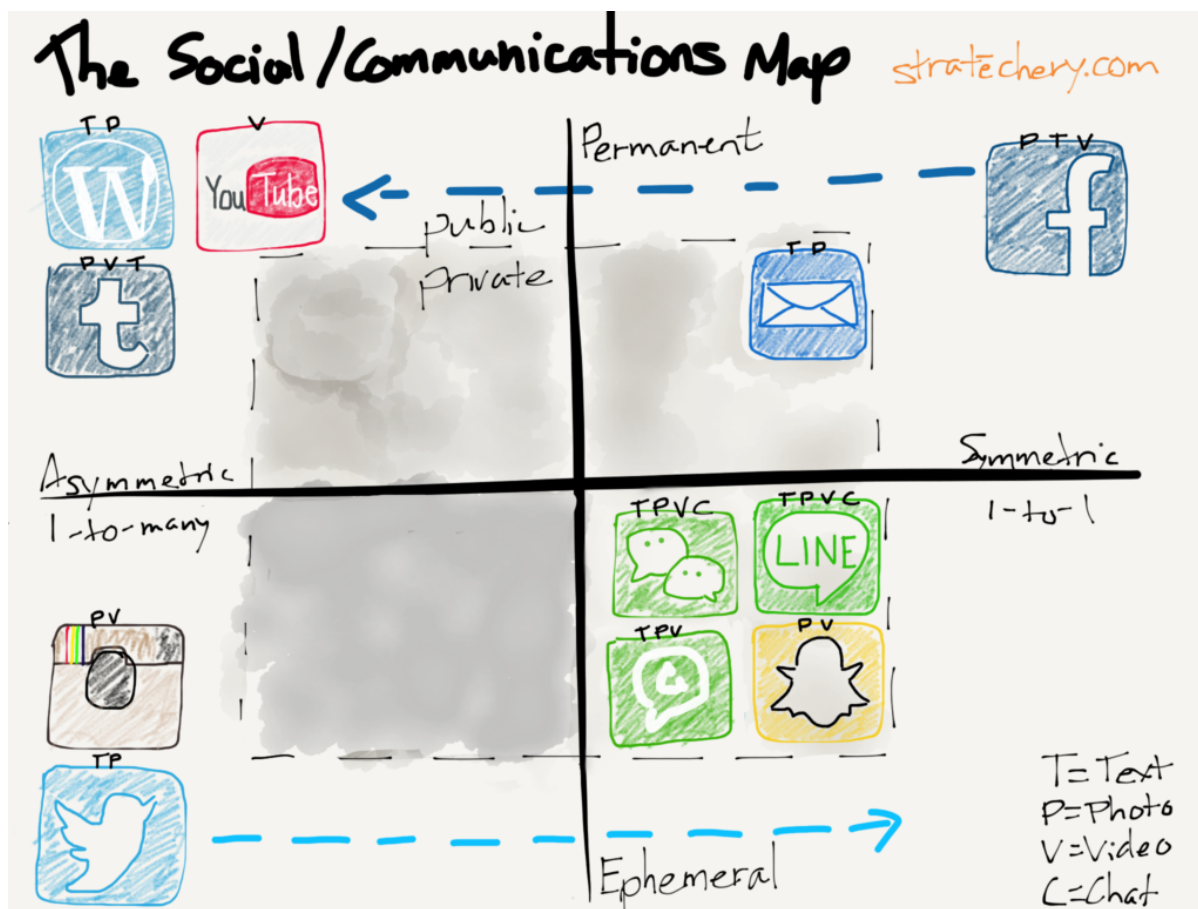 The Social/Communications Map
stratechery.com
TP
V
Permanent
PTV
W
YouTube
public
private
PVT
t
f
TP
Asymmetric
1-to-many
Symmetric
1-to-1
TPVC
TPVC
LINE
PV
TPV
PV
TP
Ephemeral
T=Text
P=Photo
V=Video
C=Chat